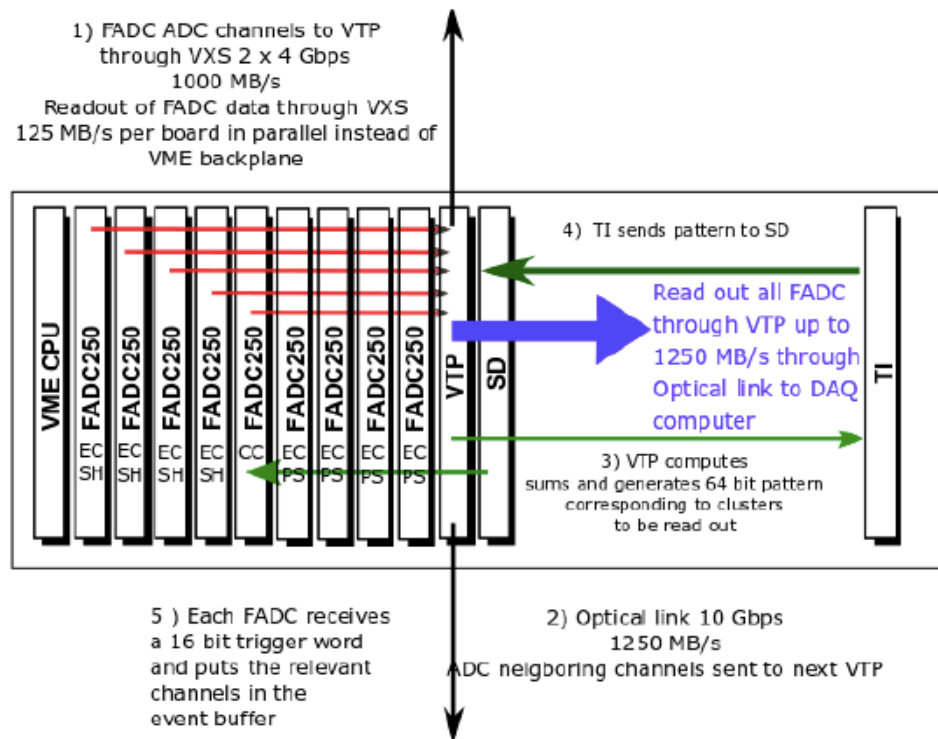 1) FADC ADC channels to VTP
through VXS 2 x 4 Gbps
1000 MB/s
Readout of FADC data through VXS
125 MB/s per board in parallel instead of
VME backplane
VME CPU
FADC250
EC
SH
FADC250
EC
SH
FADC250
EC
SH
FADC250
EC
SH
FADC250
CC
FADC250
EC
PS
FADC250
EC
PS
FADC250
EC
PS
FADC250
EC
PS
VTP
SD
4) TI sends pattern to SD
Read out all FADC
through VTP up to
1250 MB/s through
Optical link to DAQ
computer
TI
3) VTP computes
sums and generates 64 bit pattern
corresponding to clusters
to be read out
5 ) Each FADC receives
a 16 bit trigger word
and puts the relevant
channels in the
event buffer
2) Optical link 10 Gbps
1250 MB/s
ADC neighboring channels sent to next VTP